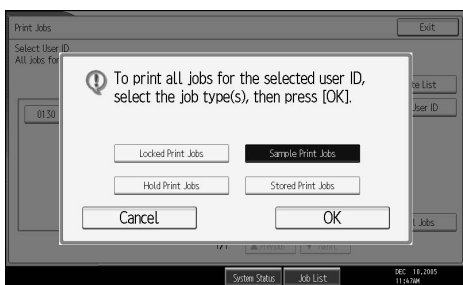 Print Jobs
Exit
Select User ID
All jobs for
To print all jobs for the selected user ID,
select the job type(s), then press [OK].
te List
User ID
0130
Locked Print Jobs
Sample Print Jobs
Hold Print Jobs
Stored Print Jobs
Cancel
OK
Jobs
1/1
System Status
Job List
DEC 10,2005
11:47AM